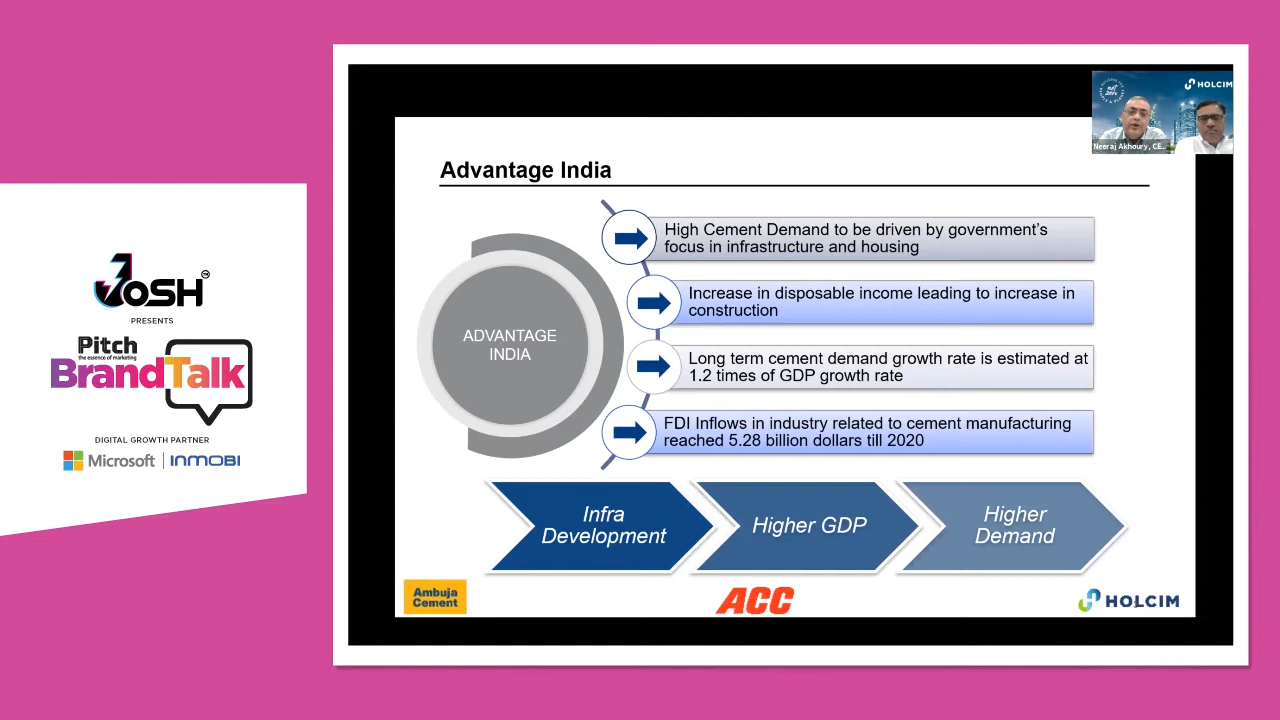 JOSH
PRESENTS
Pitch
the essence of marketing
BrandTalk
DIGITAL GROWTH PARTNER
Microsoft | INMOBI
HOLCIM
Neeraj Akhoury, CE...
Advantage India
ADVANTAGE
INDIA
High Cement Demand to be driven by government's
focus in infrastructure and housing
Increase in disposable income leading to increase in
construction
Long term cement demand growth rate is estimated at
1.2 times of GDP growth rate
FDI Inflows in industry related to cement manufacturing
reached 5.28 billion dollars till 2020
Infra
Development
Higher GDP
Higher
Demand
Ambuja
Cement
ACC
HOLCIM